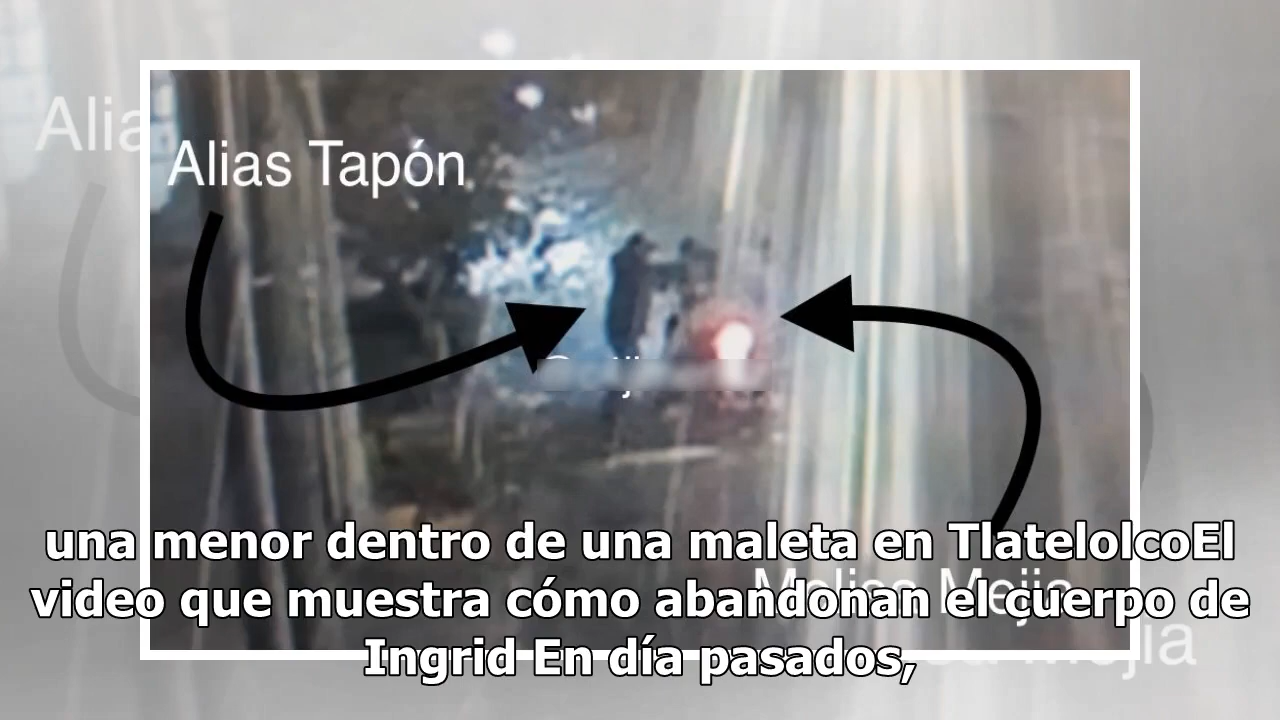 Alias Tapón
una menor dentro de una maleta en TlatelolcoEl
video que muestra cómo abandonan el cuerpo de
Ingrid En día pasados,